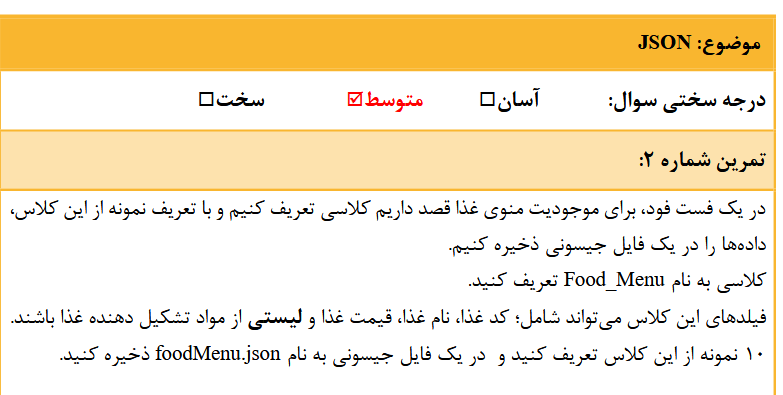 موضوع: JSON
درجه سختی سوال: آسان☐ متوسط☑ سخت☐
تمرین شماره ۲:
در یک فست فود، برای موجودیت منوی غذا قصد داریم کلاسی تعریف کنیم و با تعریف نمونه از این کلاس،
داده‌ها را در یک فایل جیسونی ذخیره کنیم.
کلاسی به نام Food_Menu تعریف کنید.
فیلدهای این کلاس می‌تواند شامل؛ کد غذا، نام غذا، قیمت غذا و لیستی از مواد تشکیل دهنده غذا باشند.
۱۰ نمونه از این کلاس تعریف کنید و در یک فایل جیسونی به نام foodMenu.json ذخیره کنید.